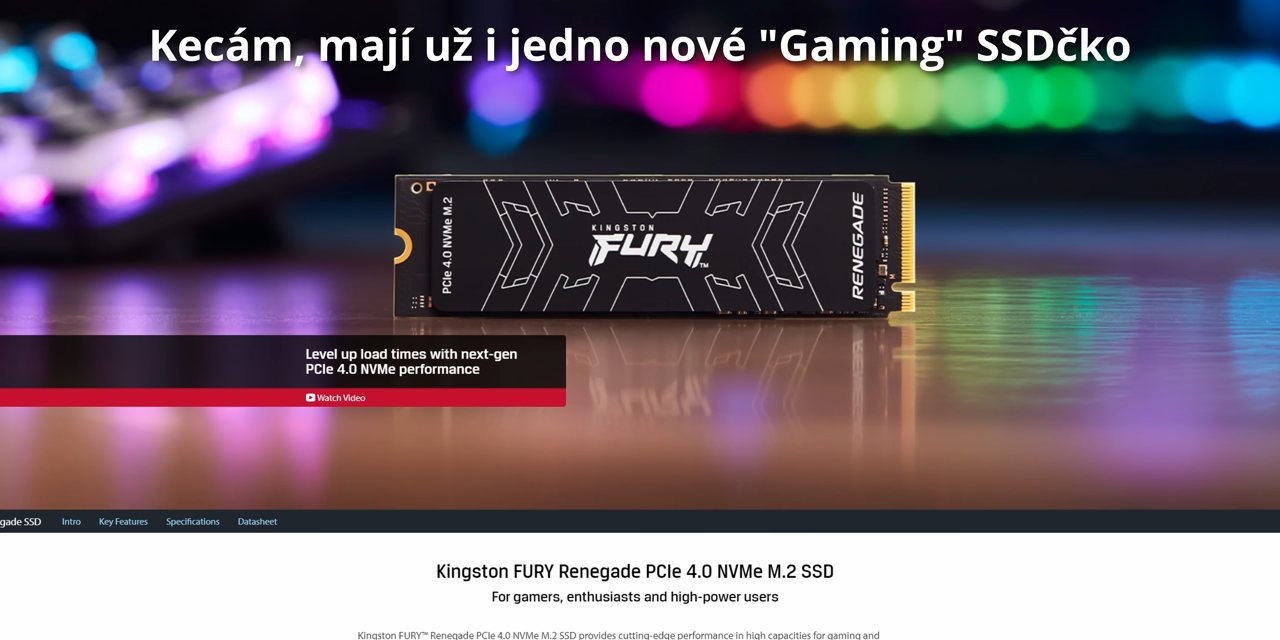 Kecám, mají už i jedno nové "Gaming" SSDčko
PCIe 4.0 NVMe M.2
KINGSTON
FURY™
RENEGADE
Level up load times with next-gen
PCIe 4.0 NVMe performance
Watch Video
gade SSD Intro Key Features Specifications Datasheet
Kingston FURY Renegade PCIe 4.0 NVMe M.2 SSD
For gamers, enthusiasts and high-power users
Kingston FURY™ Renegade PCIe 4.0 NVMe M.2 SSD provides cutting-edge performance in high capacities for gaming and